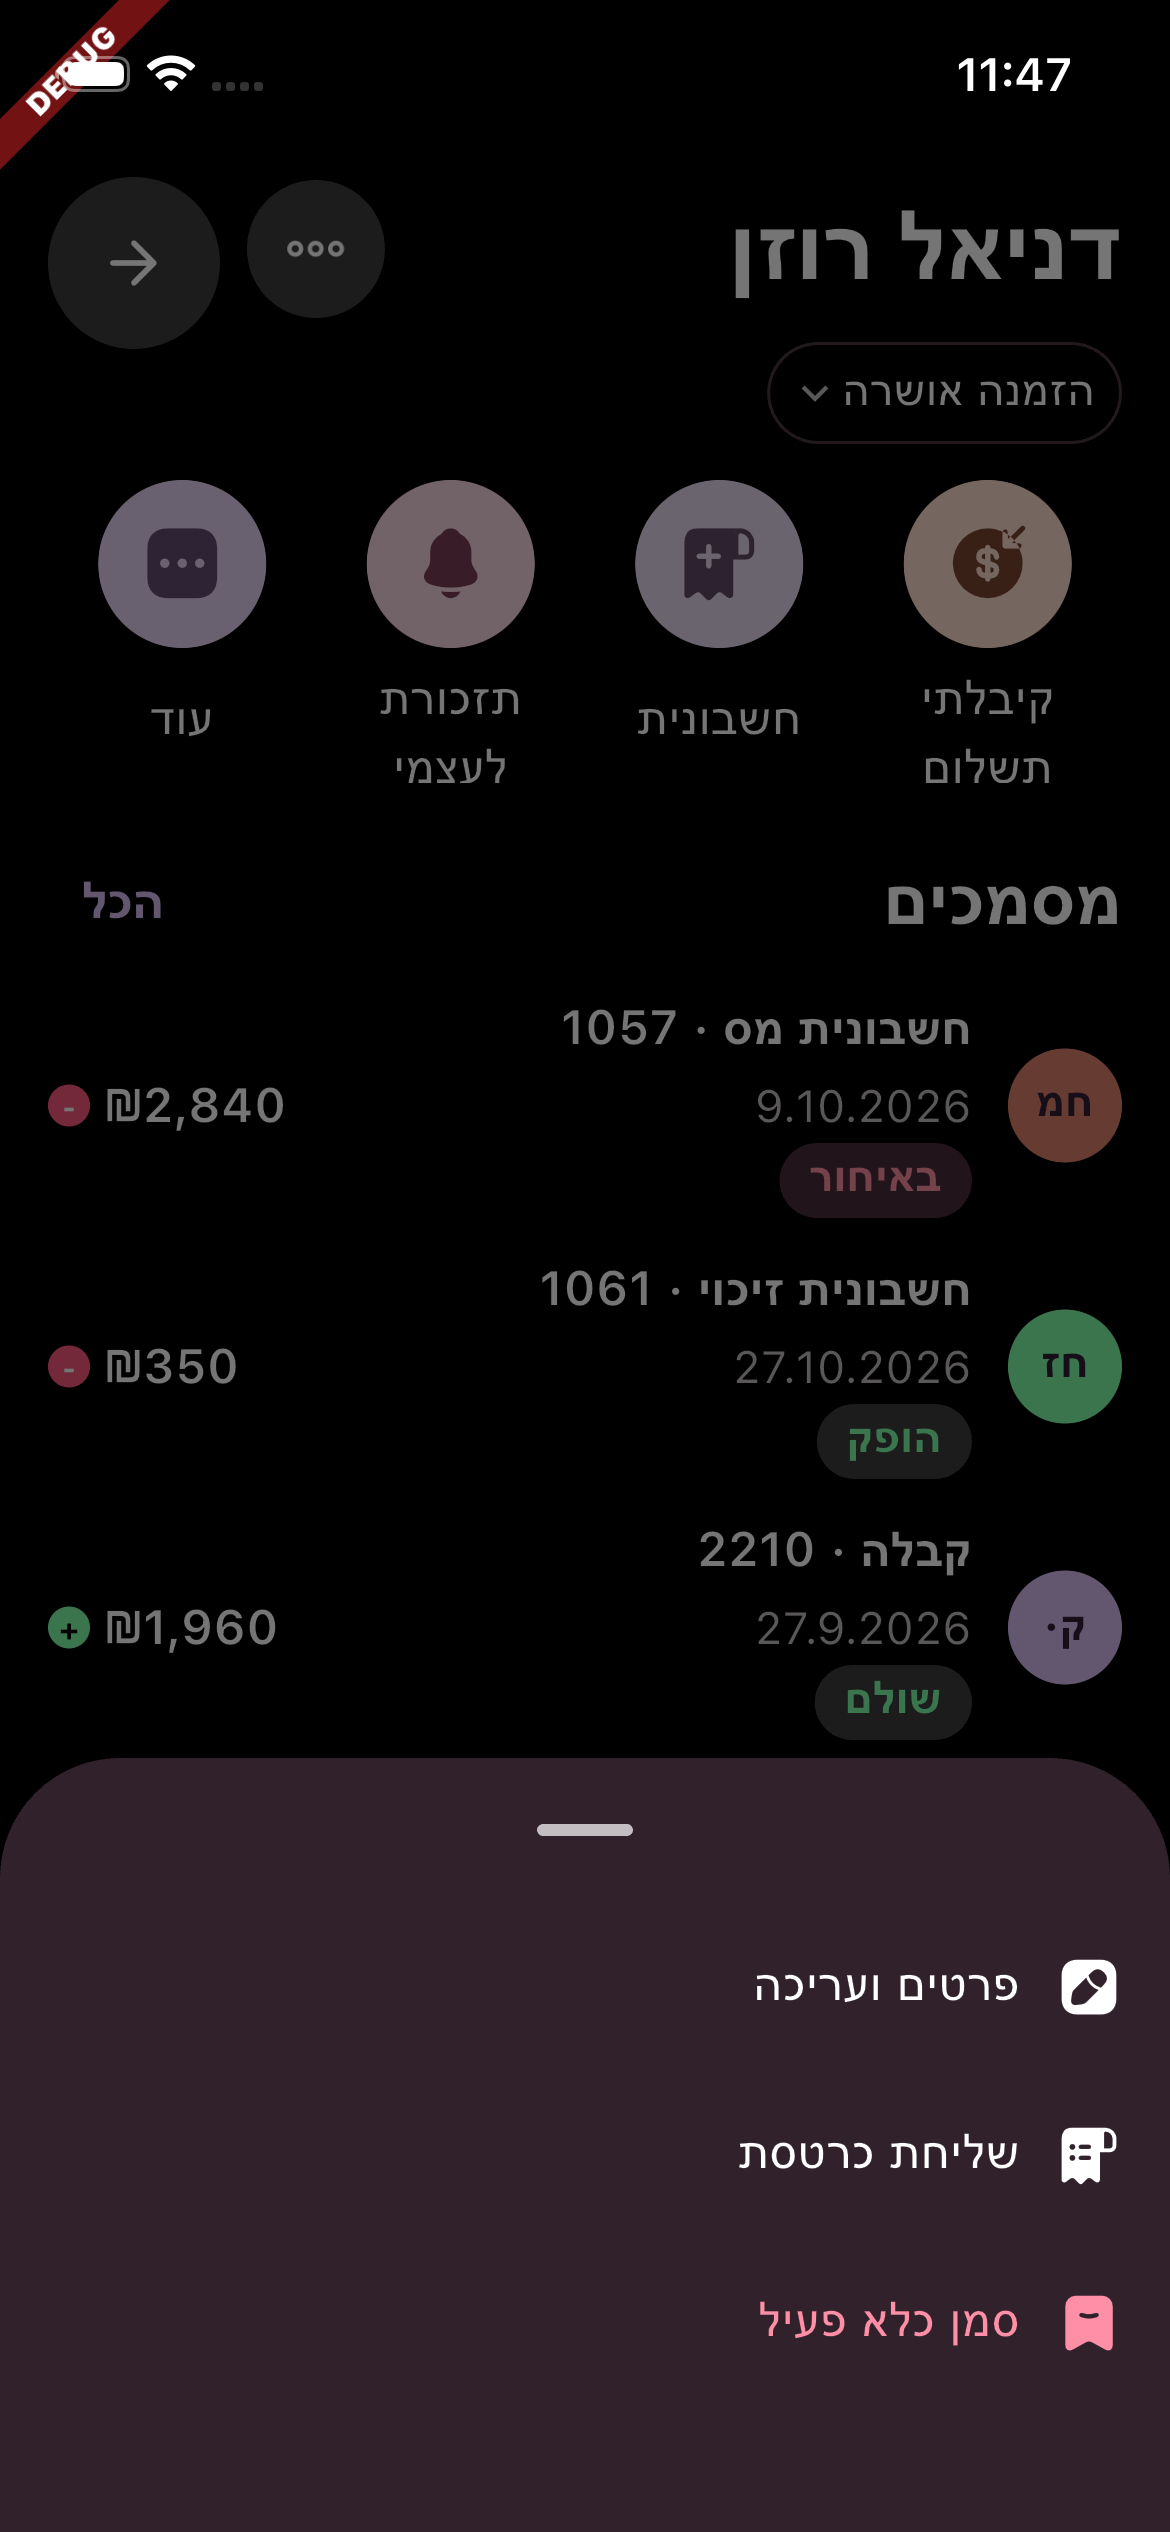 DEBUG
11:47
דניאל רוזן
הזמנה אושרה
קיבלתי תשלום
חשבונית
תזכורת לעצמי
עוד
מסמכים
הכל
חמ
חשבונית מס · 1057
9.10.2026
באיחור
₪2,840
-
חז
חשבונית זיכוי · 1061
27.10.2026
הופק
₪350
-
ק·
קבלה · 2210
27.9.2026
שולם
₪1,960
+
פרטים ועריכה
שליחת כרטסת
סמן כלא פעיל